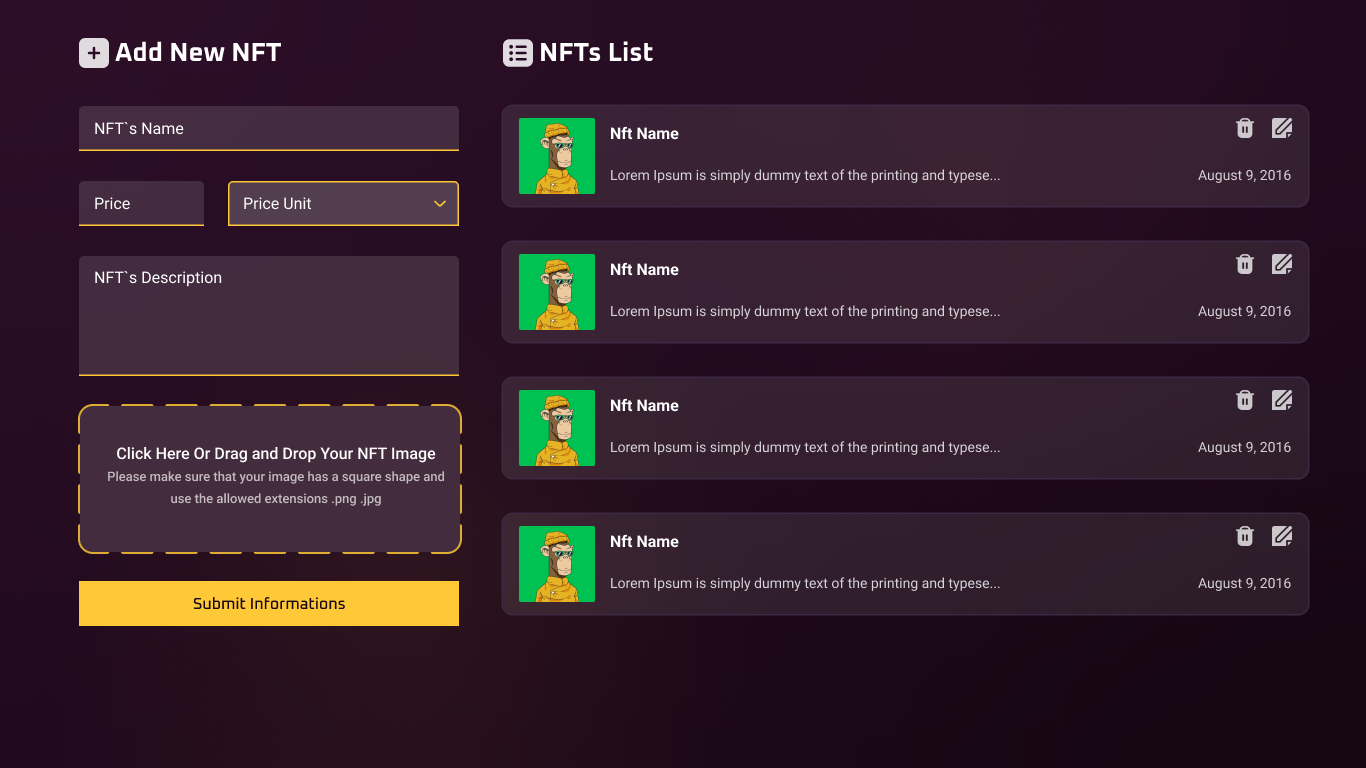 Add New NFT
NFT`s Name
Price
Price Unit
NFT`s Description
Click Here Or Drag and Drop Your NFT Image
Please make sure that your image has a square shape and
use the allowed extensions .png .jpg
Submit Informations
NFTs List
Nft Name
Lorem Ipsum is simply dummy text of the printing and typese...
August 9, 2016
Nft Name
Lorem Ipsum is simply dummy text of the printing and typese...
August 9, 2016
Nft Name
Lorem Ipsum is simply dummy text of the printing and typese...
August 9, 2016
Nft Name
Lorem Ipsum is simply dummy text of the printing and typese...
August 9, 2016